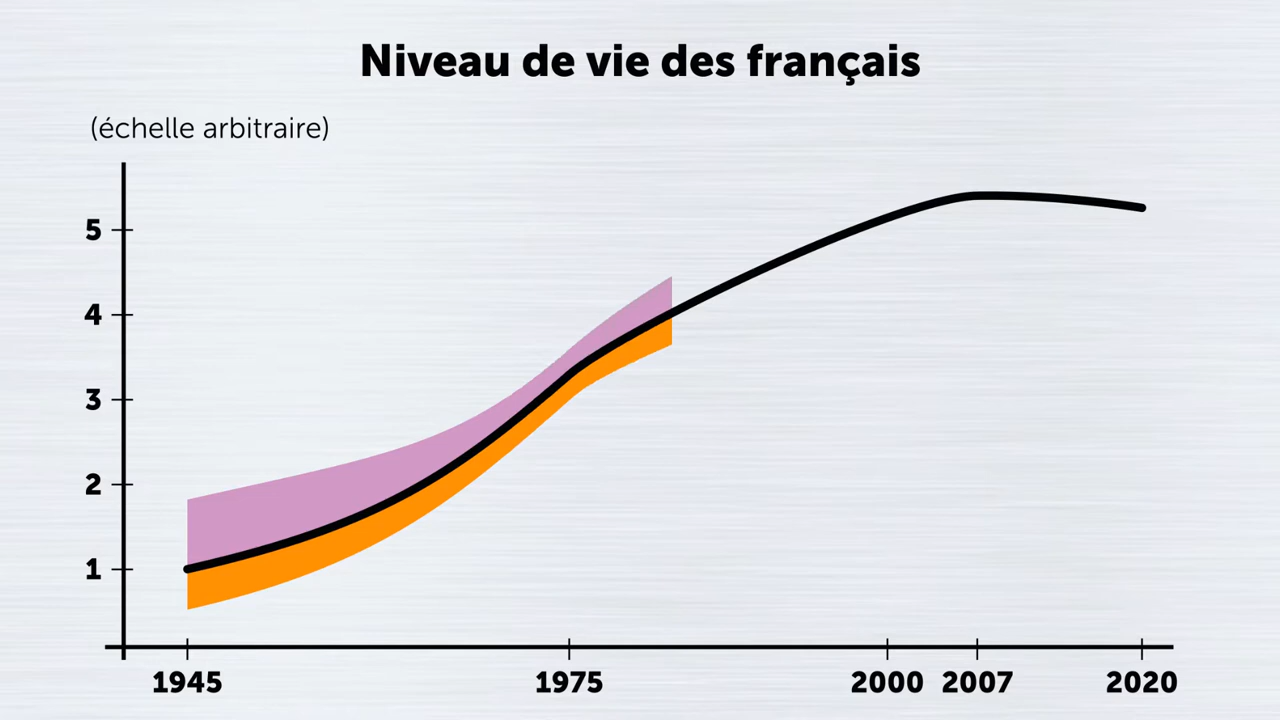 Niveau de vie des français
(échelle arbitraire)
5
4
3
2
1
1945 1975 2000 2007 2020